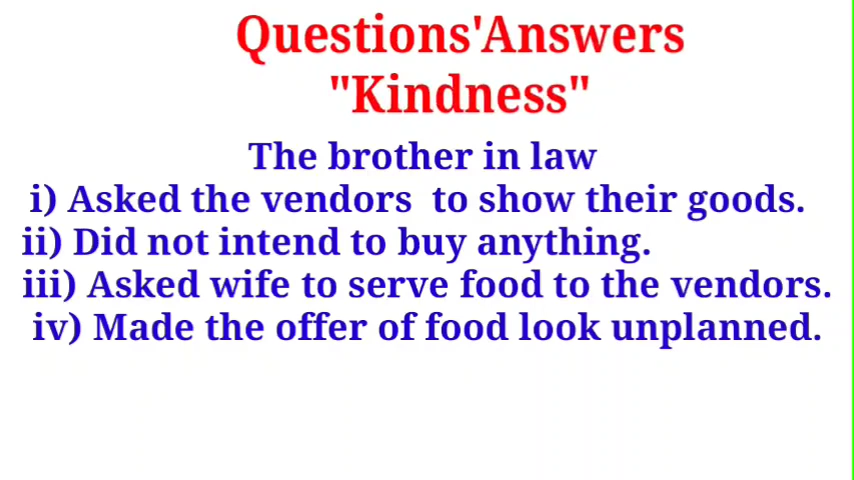 Questions'Answers
"Kindness"
The brother in law
i) Asked the vendors  to show their goods.
ii) Did not intend to buy anything.
iii) Asked wife to serve food to the vendors.
iv) Made the offer of food look unplanned.